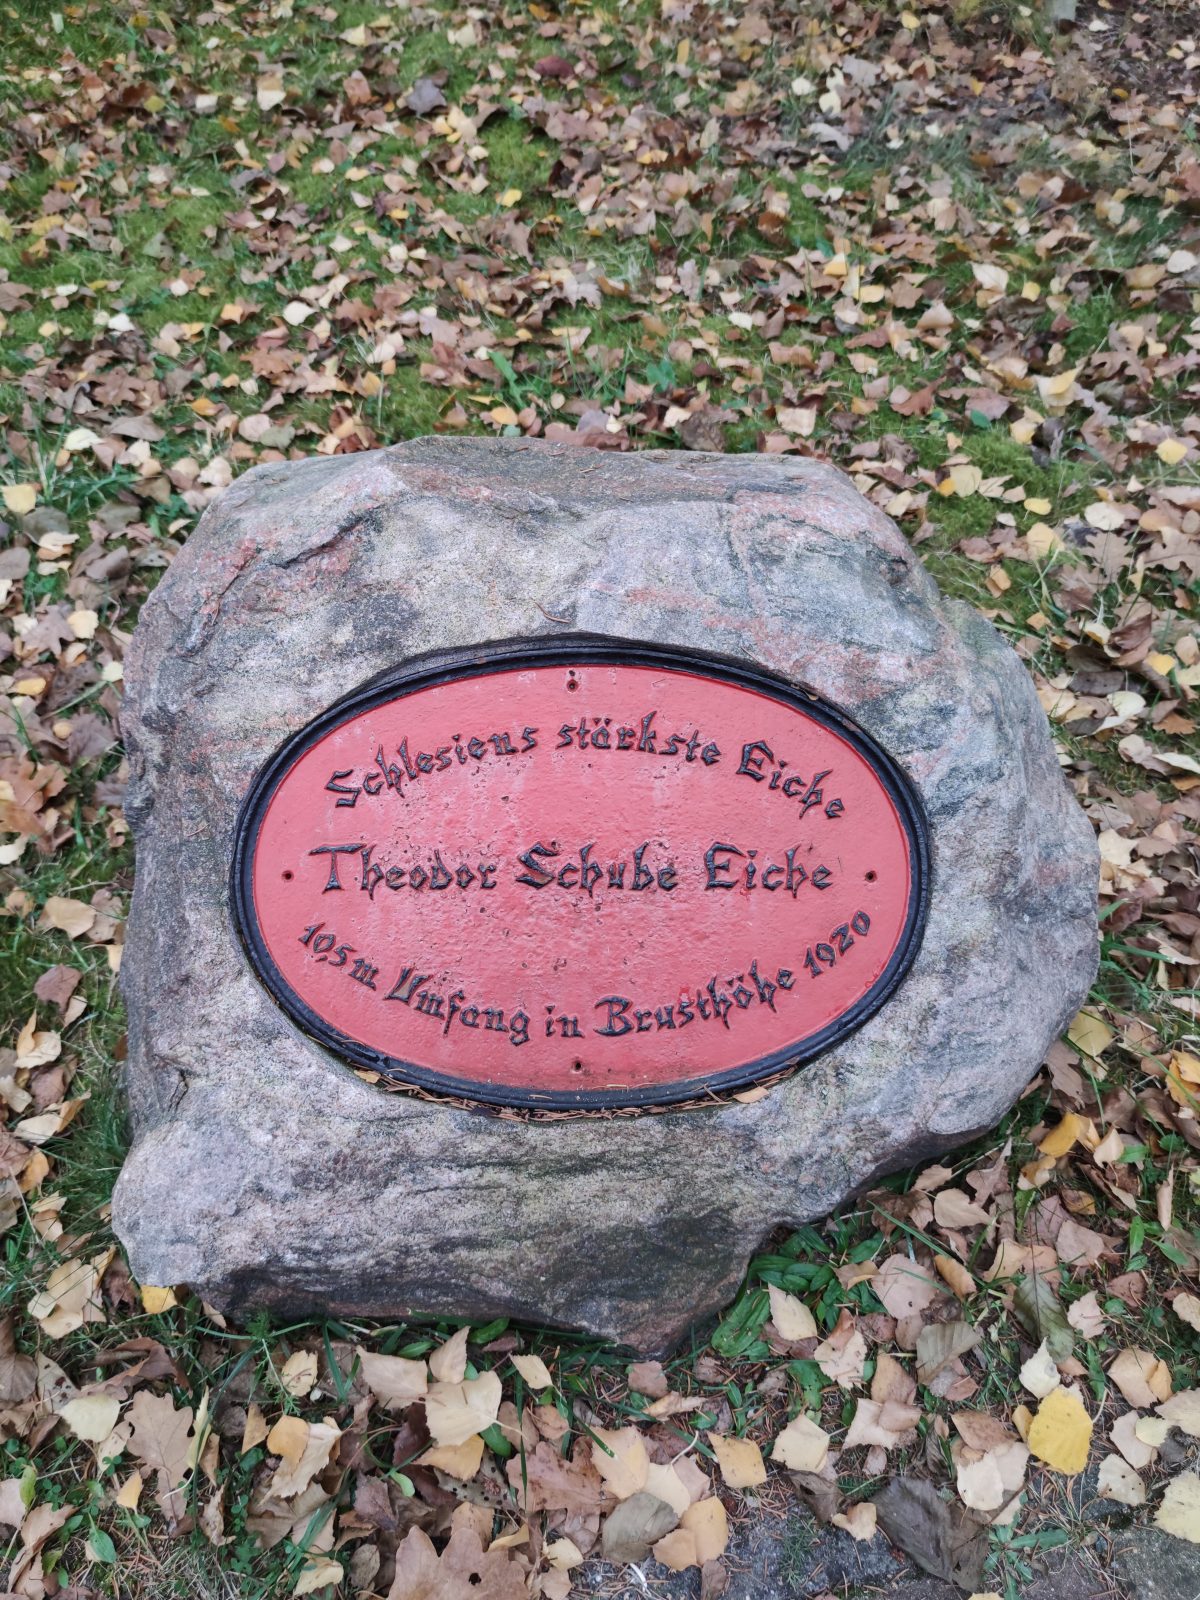 Schlesiens stärkste Eiche
Theodor Schube Eiche
10,5 m Umfang in Brusthöhe 1920